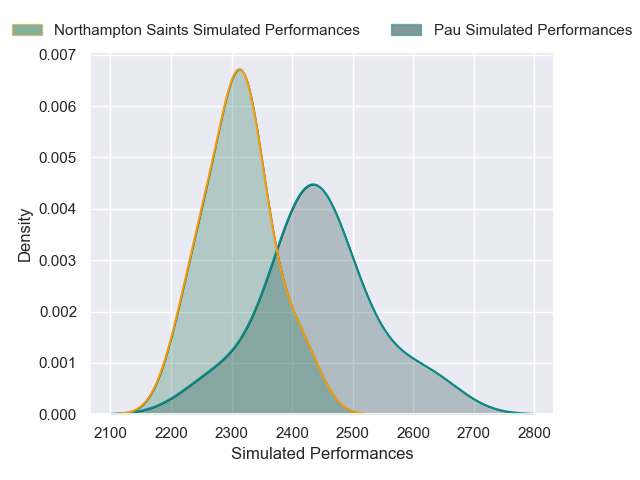 Northampton Saints Simulated Performances
Pau Simulated Performances
0.007
0.006
0.005
0.004
0.003
0.002
0.001
0.000
Density
2100 2200 2300 2400 2500 2600 2700 2800
Simulated Performances